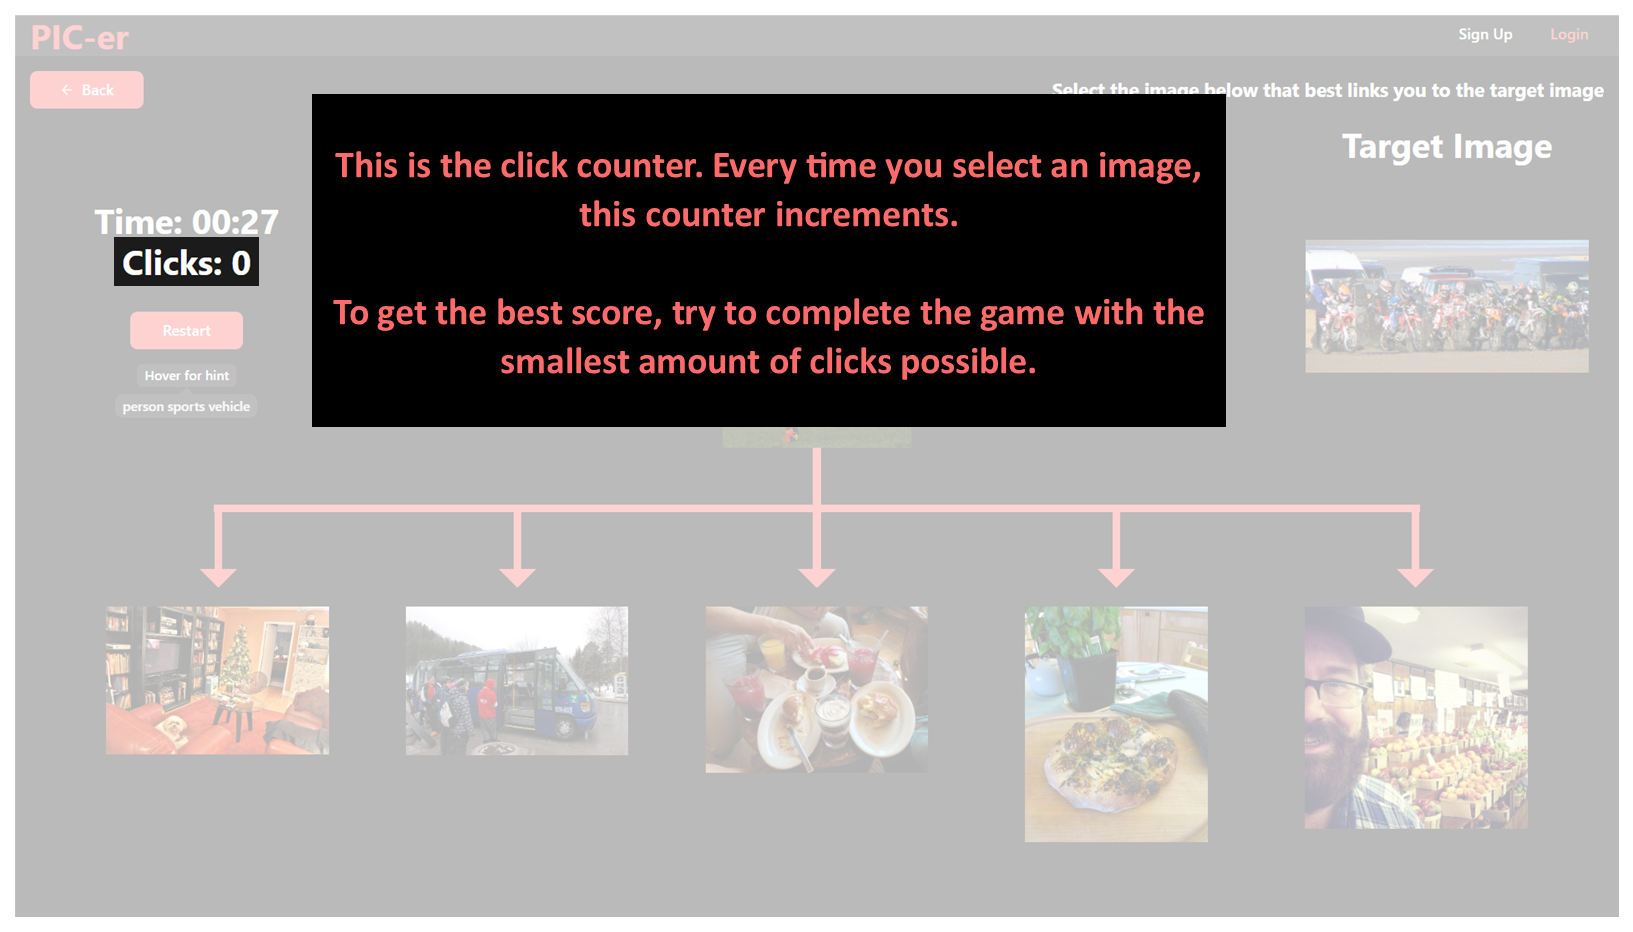 PIC-er
Sign Up
Login
← Back
Select the image below that best links you to the target image
Target Image
This is the click counter. Every time you select an image,
this counter increments.
To get the best score, try to complete the game with the
smallest amount of clicks possible.
Time: 00:27
Clicks: 0
Restart
Hover for hint
person sports vehicle